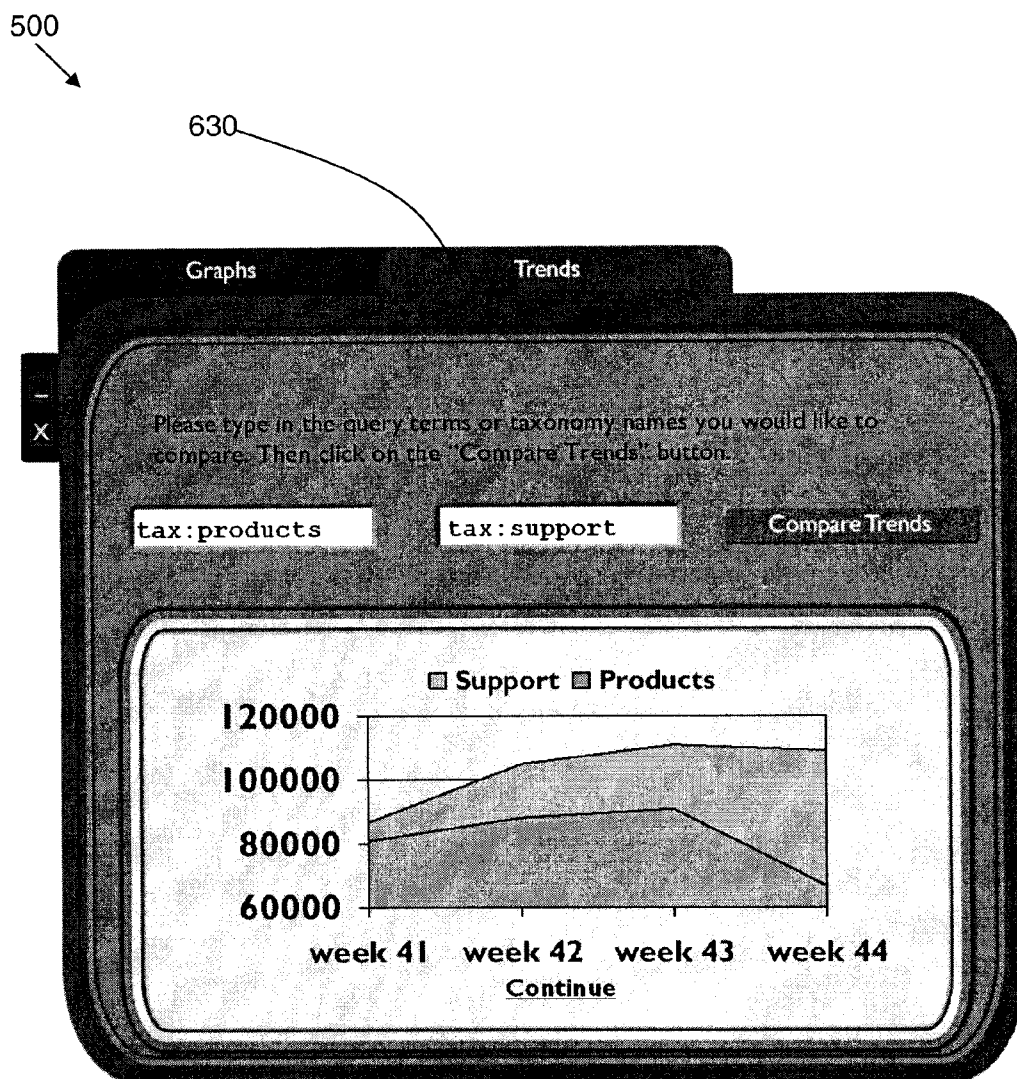 500
630
Graphs Trends
–
X
Please type in the query terms or taxonomy names you would like to
compare. Then click on the "Compare Trends" button.
tax:products tax:support Compare Trends
Support Products
120000
100000
80000
60000
week 41 week 42 week 43 week 44
Continue